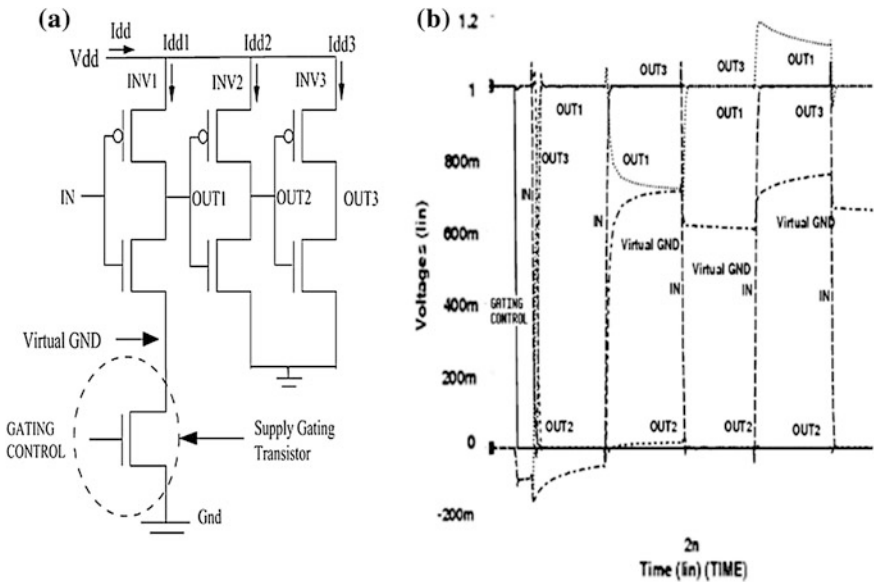 (a)
Idd
Idd1
Idd2
Idd3
Vdd
INV1
INV2
INV3
IN
OUT1
OUT2
OUT3
Virtual GND
GATING
CONTROL
Supply Gating
Transistor
Gnd
(b)
1.2
OUT3
OUT3
OUT1
1
OUT1
OUT1
OUT3
800m
OUT3
OUT1
IN
IN
600m
Virtual GND
Virtual GND
Virtual GND
IN
IN
IN
400m
GATING
CONTROL
200m
OUT2
OUT2
OUT2
OUT2
0
-200m
Voltages (lin)
2n
Time (lin) (TIME)